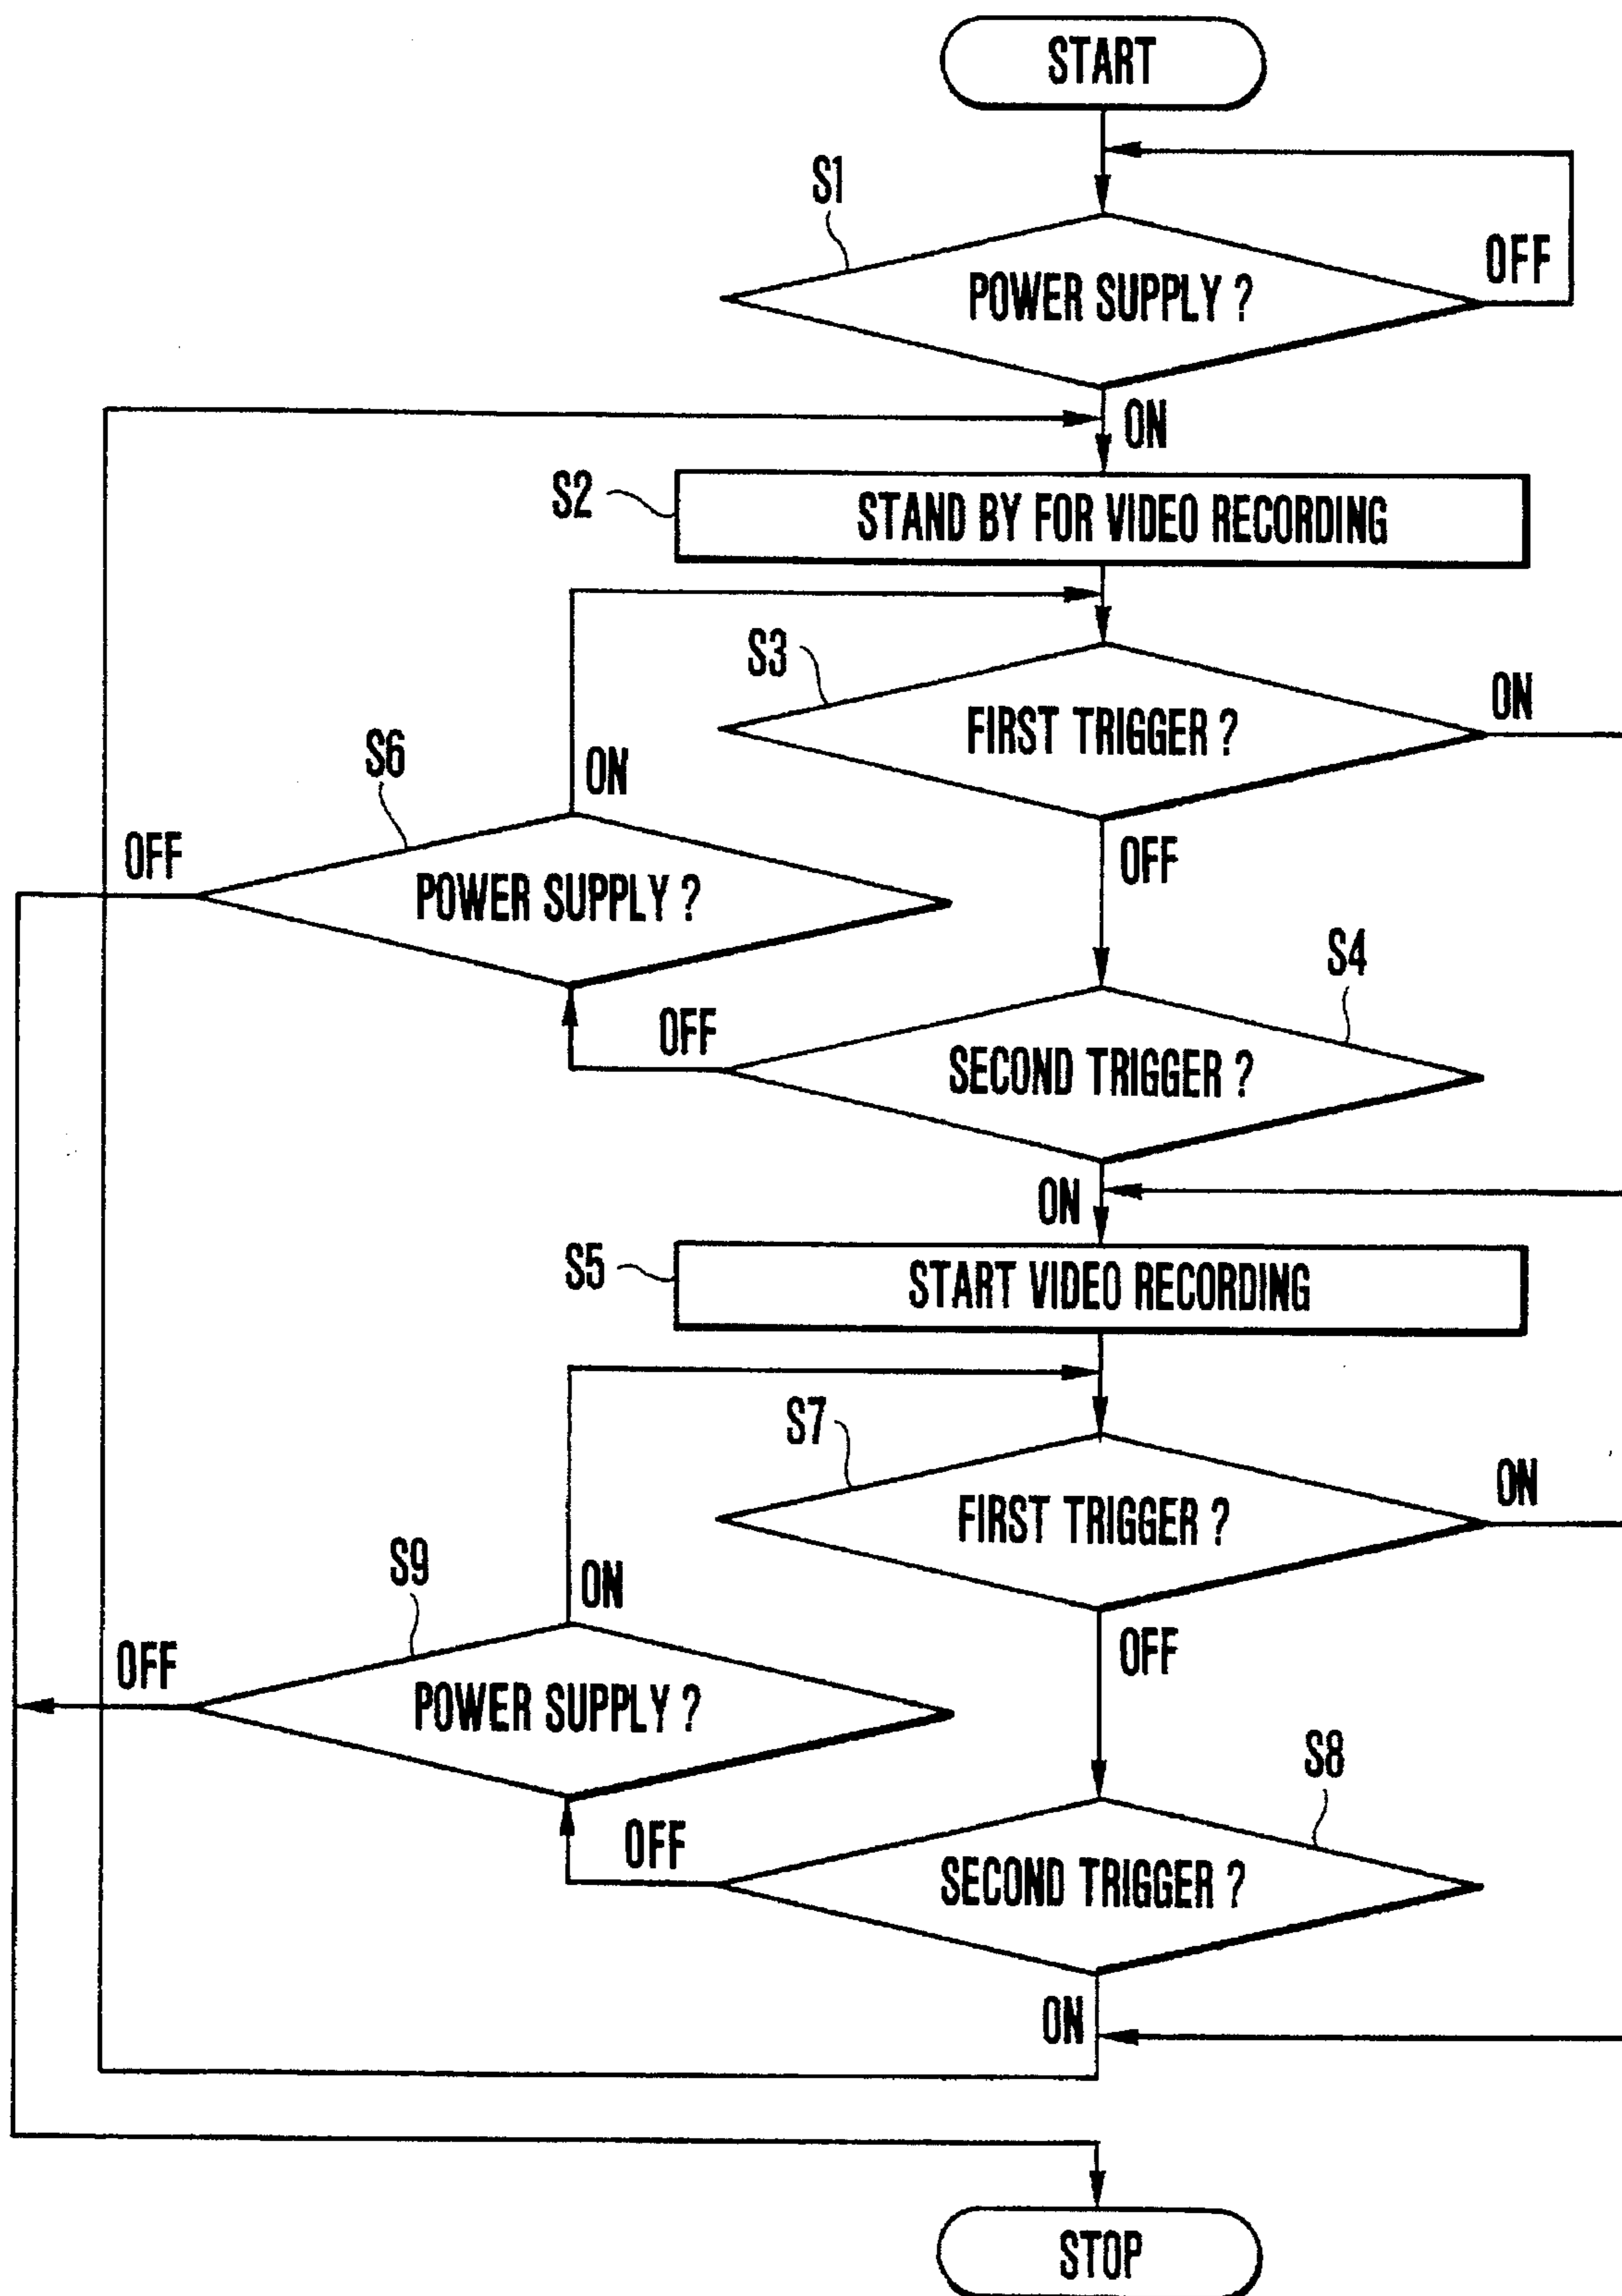 START
S1
POWER SUPPLY ?
OFF
ON
S2
STAND BY FOR VIDEO RECORDING
S3
FIRST TRIGGER ?
ON
OFF
S6
ON
OFF
POWER SUPPLY ?
S4
OFF
SECOND TRIGGER ?
ON
S5
START VIDEO RECORDING
S7
FIRST TRIGGER ?
ON
OFF
S9
ON
OFF
POWER SUPPLY ?
S8
OFF
SECOND TRIGGER ?
ON
STOP